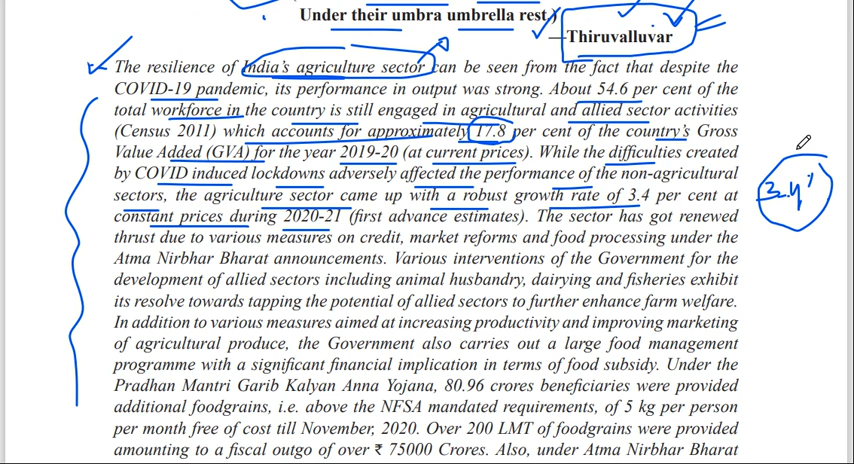 Under their umbra umbrella rest.)
—Thiruvalluvar
The resilience of India's agriculture sector can be seen from the fact that despite the
COVID-19 pandemic, its performance in output was strong. About 54.6 per cent of the
total workforce in the country is still engaged in agricultural and allied sector activities
(Census 2011) which accounts for approximately 17.8 per cent of the country's Gross
Value Added (GVA) for the year 2019-20 (at current prices). While the difficulties created
by COVID induced lockdowns adversely affected the performance of the non-agricultural
sectors, the agriculture sector came up with a robust growth rate of 3.4 per cent at
constant prices during 2020-21 (first advance estimates). The sector has got renewed
thrust due to various measures on credit, market reforms and food processing under the
Atma Nirbhar Bharat announcements. Various interventions of the Government for the
development of allied sectors including animal husbandry, dairying and fisheries exhibit
its resolve towards tapping the potential of allied sectors to further enhance farm welfare.
In addition to various measures aimed at increasing productivity and improving marketing
of agricultural produce, the Government also carries out a large food management
programme with a significant financial implication in terms of food subsidy. Under the
Pradhan Mantri Garib Kalyan Anna Yojana, 80.96 crores beneficiaries were provided
additional foodgrains, i.e. above the NFSA mandated requirements, of 5 kg per person
per month free of cost till November, 2020. Over 200 LMT of foodgrains were provided
amounting to a fiscal outgo of over ₹ 75000 Crores. Also, under Atma Nirbhar Bharat
3.4%